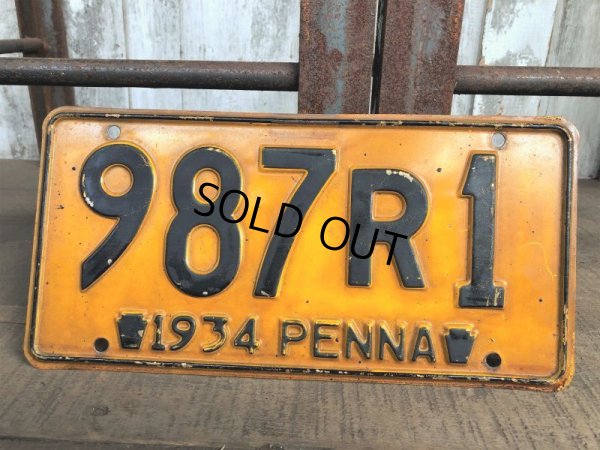 987R1
SOLD OUT
1934 PENNA